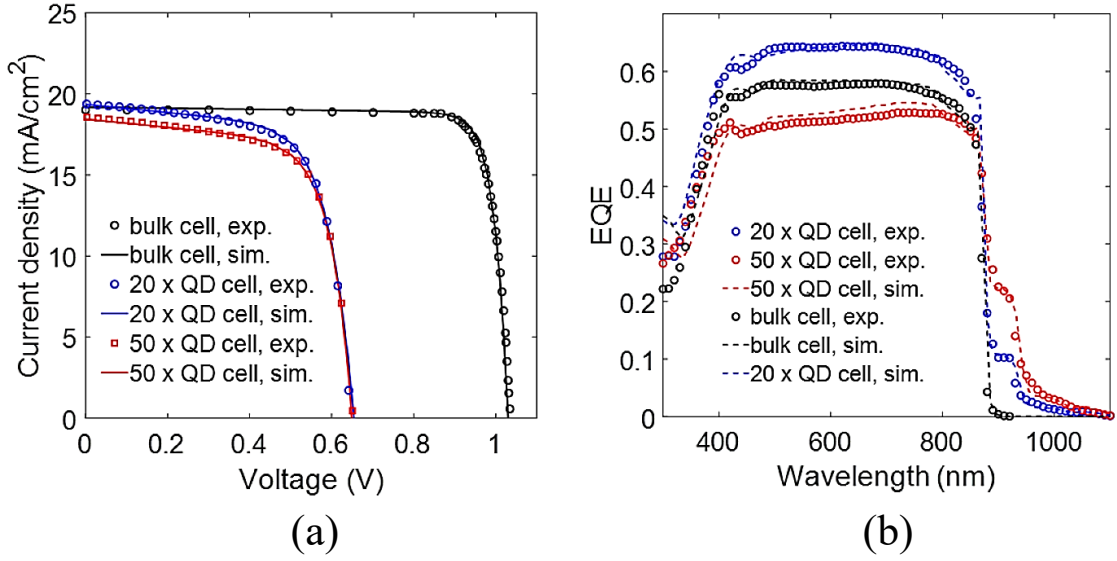 25
20
15
10
5
0
Current density (mA/cm²)
bulk cell, exp.
bulk cell, sim.
20 x QD cell, exp.
20 x QD cell, sim.
50 x QD cell, exp.
50 x QD cell, sim.
0 0.2 0.4 0.6 0.8 1
Voltage (V)
(a)
0.6
0.5
0.4
0.3
0.2
0.1
0
EQE
20 x QD cell, exp.
50 x QD cell, exp.
50 x QD cell, sim.
bulk cell, exp.
bulk cell, sim.
20 x QD cell, sim.
400 600 800 1000
Wavelength (nm)
(b)